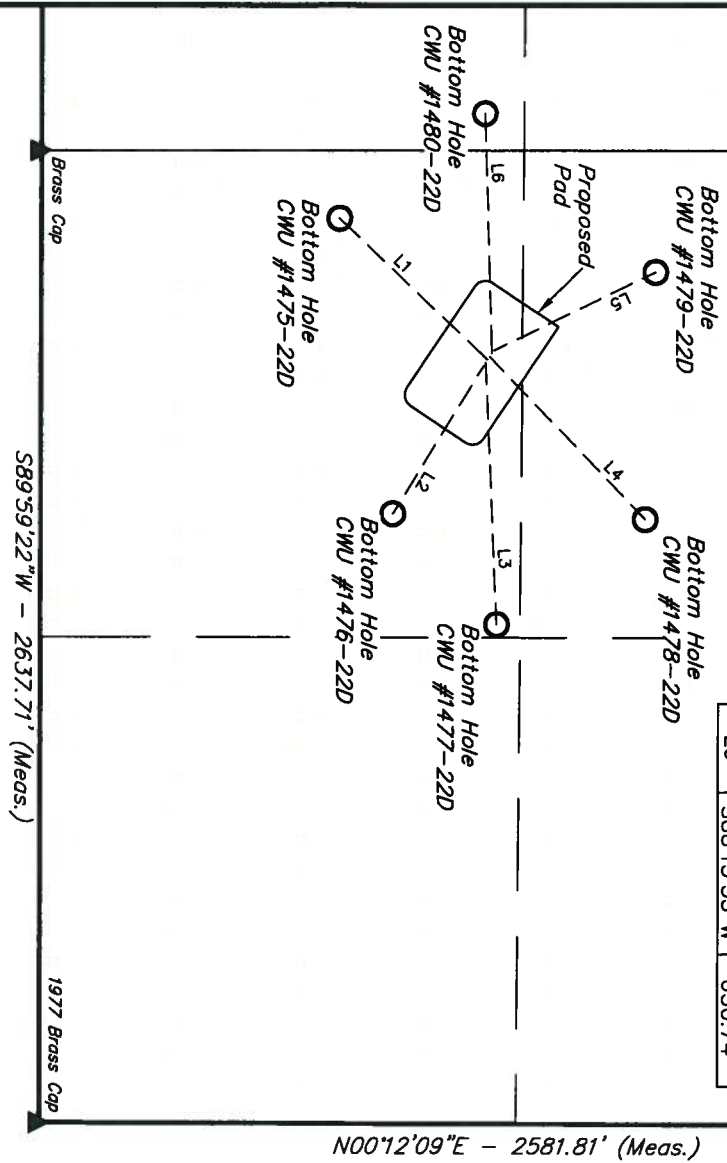 Bottom Hole
CWU #1480-22D
Bottom Hole
CWU #1479-22D
Proposed
Pad
L6
L5
L1
L4
L2
L3
Bottom Hole
CWU #1475-22D
Bottom Hole
CWU #1478-22D
Bottom Hole
CWU #1476-22D
Bottom Hole
CWU #1477-22D
Brass Cap
1977 Brass Cap
S89°59'22"W - 2637.71' (Meas.)
N00°12'09"E - 2581.81' (Meas.)